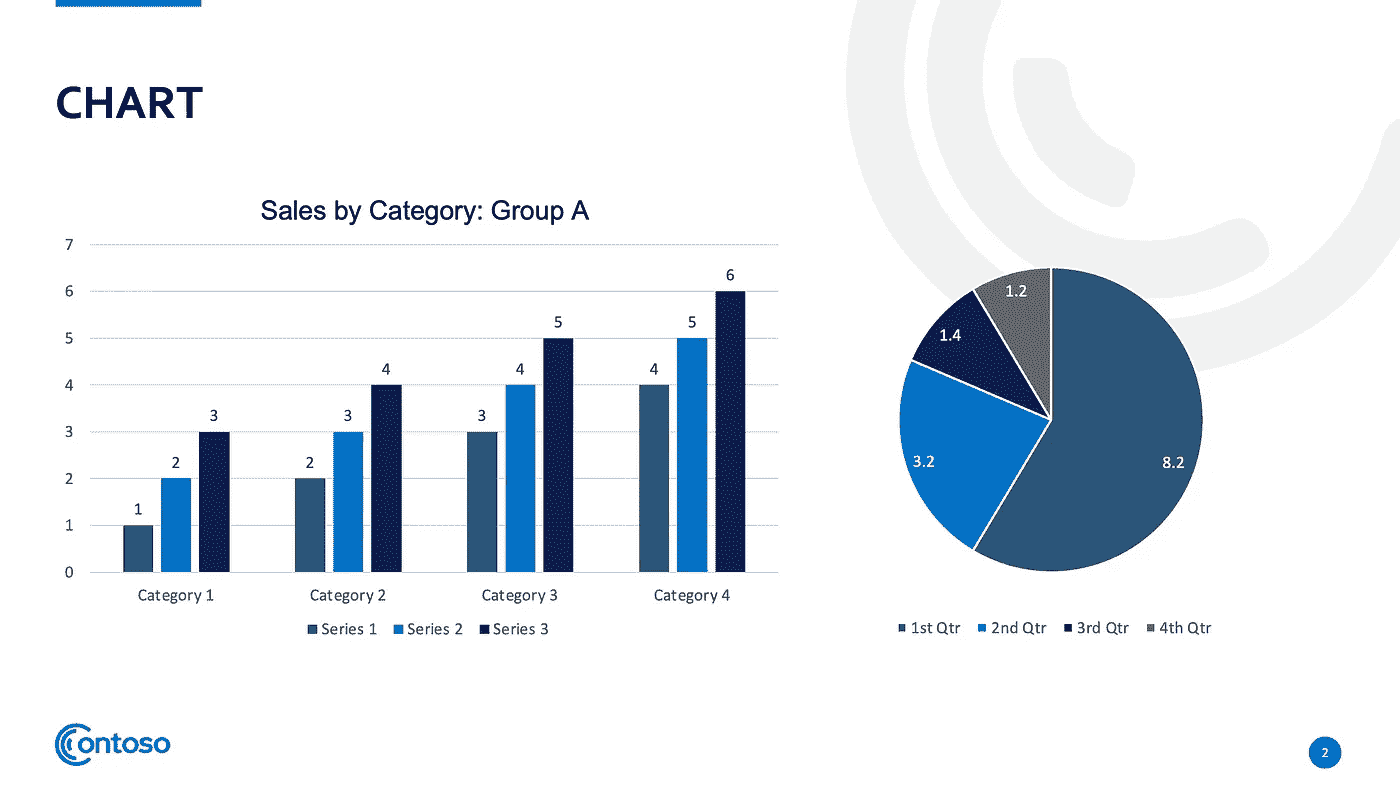 CHART
Sales by Category: Group A
7
6
5
4
3
2
1
0
1
2
3
2
3
4
3
4
5
4
5
6
Category 1
Category 2
Category 3
Category 4
Series 1 Series 2 Series 3
1.2
1.4
3.2
8.2
1st Qtr 2nd Qtr 3rd Qtr 4th Qtr
Contoso
2